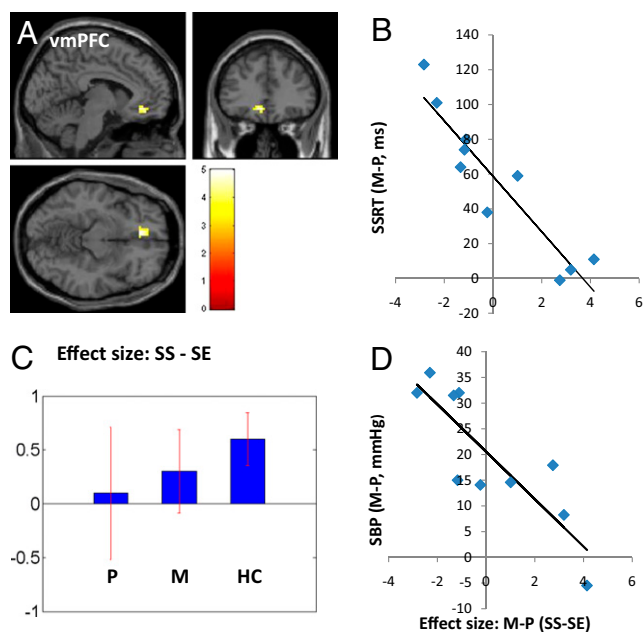 A
vmPFC
5
4
3
2
1
0
B
SSRT (M-P, ms)
140
120
100
80
60
40
20
0
-20
-4 -2 0 2 4 6
C
Effect size: SS - SE
1
0.5
0
-0.5
-1
P M HC
D
SBP (M-P, mmHg)
40
35
30
25
20
15
10
5
0
-5
-10
-4 -2 0 2 4 6
Effect size: M-P (SS-SE)